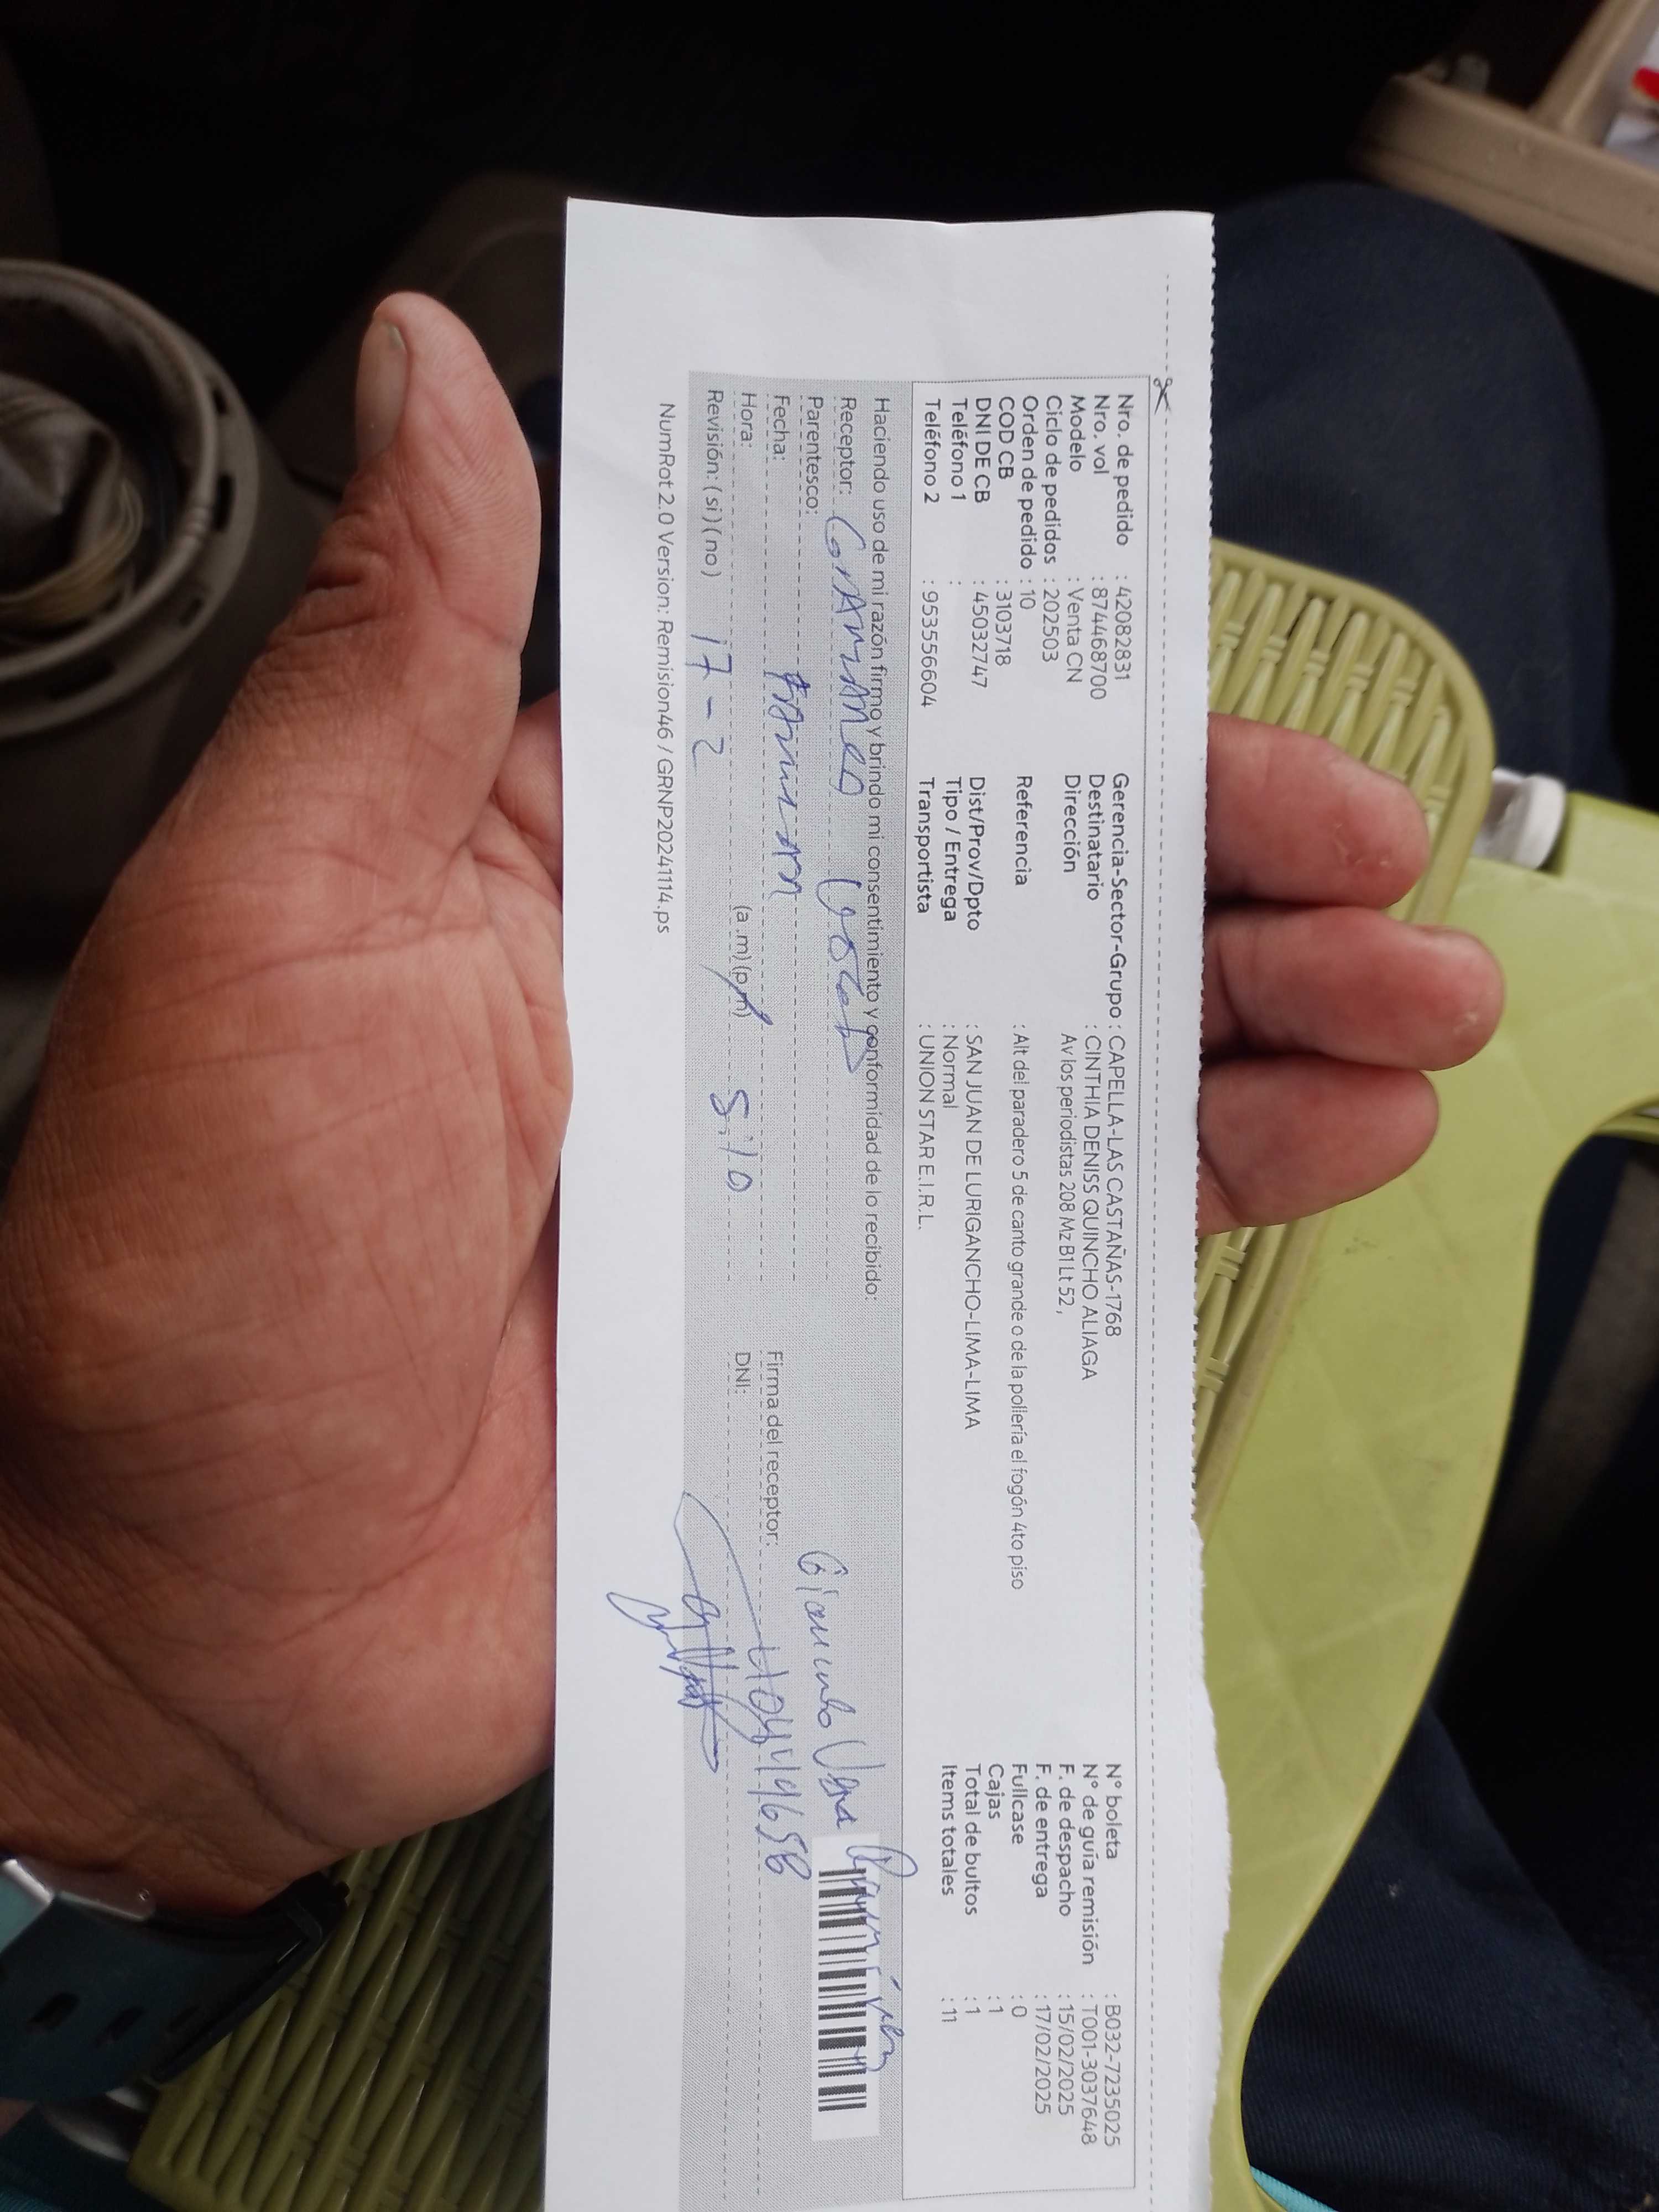 Nro. de pedido : 42082831
Nro. vol : 874468700
Modelo : Venta CN
Ciclo de pedidos : 202503
Orden de pedido : 10
COD CB : 3103718
DNI DE CB : 45032747
Teléfono 1 :
Teléfono 2 : 953556604
Gerencia-Sector-Grupo : CAPELLA-LAS CASTAÑAS-1768
Destinatario : CINTHIA DENISS QUINCHO ALIAGA
Dirección Av los periodistas 208 Mz B1 Lt 52 ,
Referencia : Alt del paradero 5 de canto grande o de la pollería el fogón 4to piso
Dist/Prov/Dpto : SAN JUAN DE LURIGANCHO-LIMA-LIMA
Tipo / Entrega : Normal
Transportista : UNION STAR E.I.R.L.
N° boleta : B032-7235025
N° de guía remisión : T001-3037648
F. de despacho : 15/02/2025
F. de entrega : 17/02/2025
Fullcase : 0
Cajas : 1
Total de bultos : 1
Items totales : 11
Haciendo uso de mi razón firmo y brindo mi consentimiento y conformidad de lo recibido:
Receptor:
Parentesco:
Fecha:
Hora: (a.m)(p.m) 5:10
Revisión: (si)(no) 17-2
Firma del receptor:
DNI:
NumRot 2.0 Version: Remision46 / GRNP20241114.ps